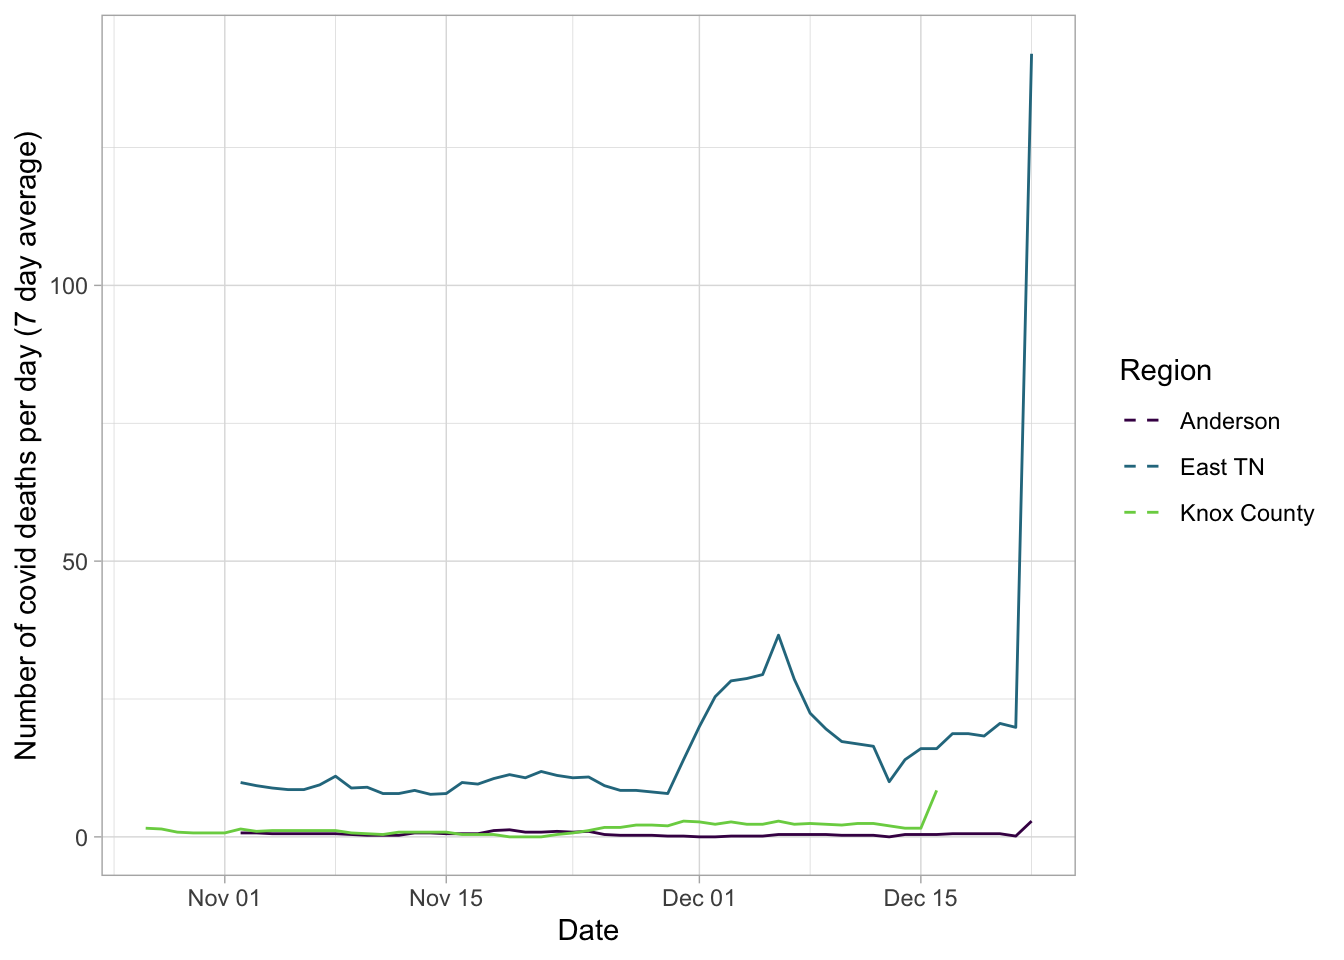 Number of covid deaths per day (7 day average)
100
50
0
Nov 01
Nov 15
Dec 01
Dec 15
Date
Region
Anderson
East TN
Knox County